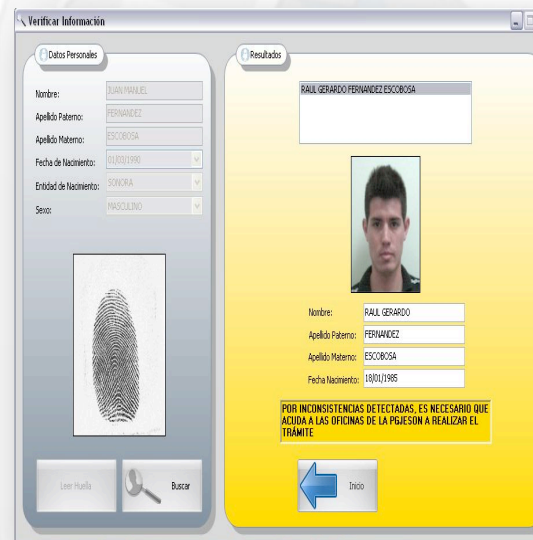 Verificar Información
Datos Personales
Nombre: JUAN MANUEL
Apellido Paterno: FERNANDEZ
Apellido Materno: ESCOBOSA
Fecha de Nacimiento: 01/03/1990
Entidad de Nacimiento: SONORA
Sexo: MASCULINO
Leer Huella
Buscar
Resultados
RAUL GERARDO FERNANDEZ ESCOBOSA
Nombre: RAUL GERARDO
Apellido Paterno: FERNANDEZ
Apellido Materno: ESCOBOSA
Fecha Nacimiento: 18/01/1985
POR INCONSISTENCIAS DETECTADAS, ES NECESARIO QUE
ACUDA A LAS OFICINAS DE LA PGJESON A REALIZAR EL
TRÁMITE
Inicio